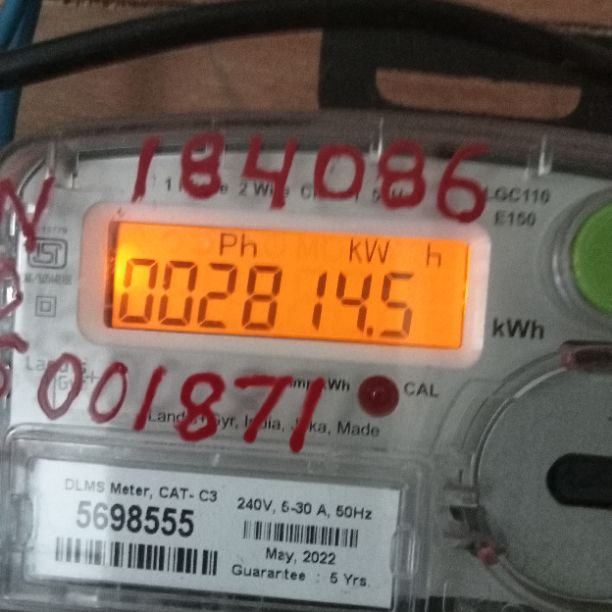 184086
LGC110
E150
Ph kW h
002814.5
kWh
001871
CAL
DLMS Meter, CAT- C3
5698555
240V, 5-30 A, 50Hz
May, 2022
Guarantee : 5 Yrs.